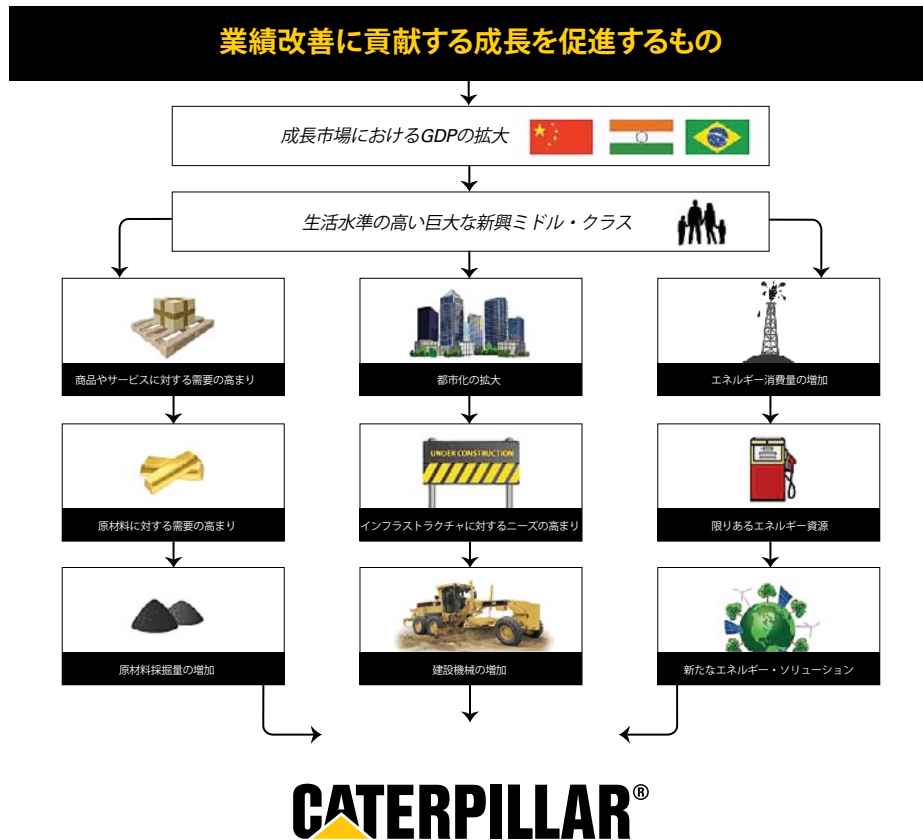 業績改善に貢献する成長を促進するもの
成長市場におけるGDPの拡大
生活水準の高い巨大な新興ミドル・クラス
商品やサービスに対する需要の高まり
都市化の拡大
エネルギー消費量の増加
UNDER CONSTRUCTION
原材料に対する需要の高まり
インフラストラクチャに対するニーズの高まり
限りあるエネルギー資源
原材料採掘量の増加
建設機械の増加
新たなエネルギー・ソリューション
CATERPILLAR®